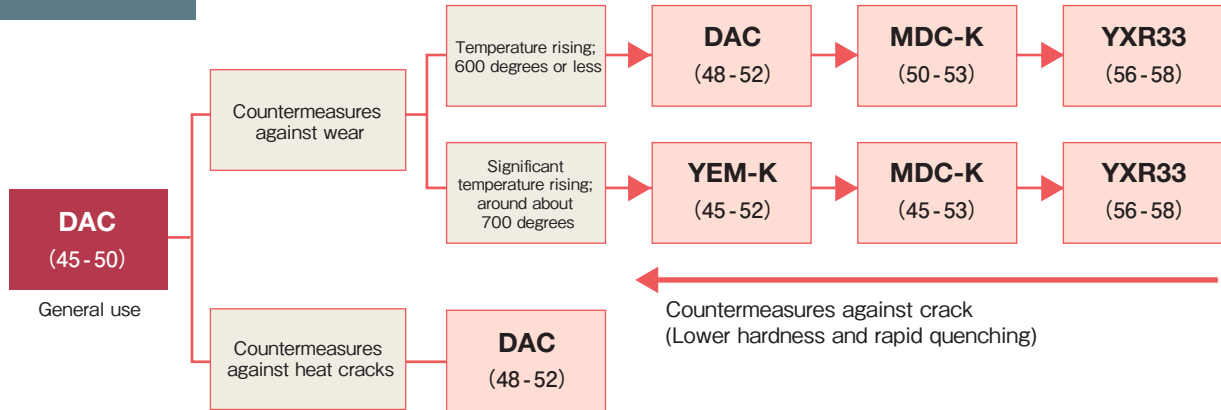 DAC
(45-50)
General use
Countermeasures
against wear
Temperature rising;
600 degrees or less
DAC
(48-52)
MDC-K
(50-53)
YXR33
(56-58)
Significant
temperature rising;
around about
700 degrees
YEM-K
(45-52)
MDC-K
(45-53)
YXR33
(56-58)
Countermeasures against crack
(Lower hardness and rapid quenching)
Countermeasures
against heat cracks
DAC
(48-52)